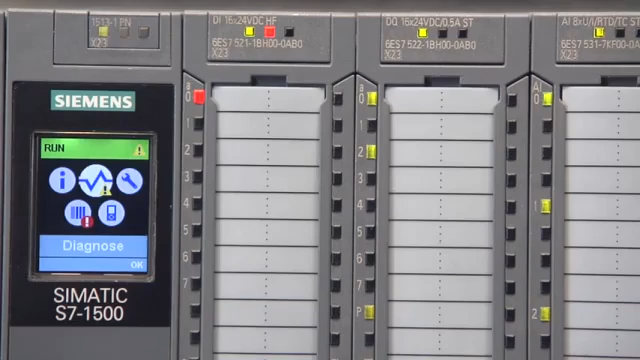 1513-1 PN
X23
SIEMENS
RUN
Diagnose
OK
SIMATIC
S7-1500
DI 16x24VDC HF
6ES7 521-1BH00-0AB0
X23
a
0
1
2
3
4
5
6
7
DQ 16x24VDC/0.5A ST
6ES7 522-1BH00-0AB0
X23
a
0
1
2
3
4
5
6
7
P
AI 8xU/I/RTD/TC ST
6ES7 531-7KF00-0AB
X23
AI
0
1
2